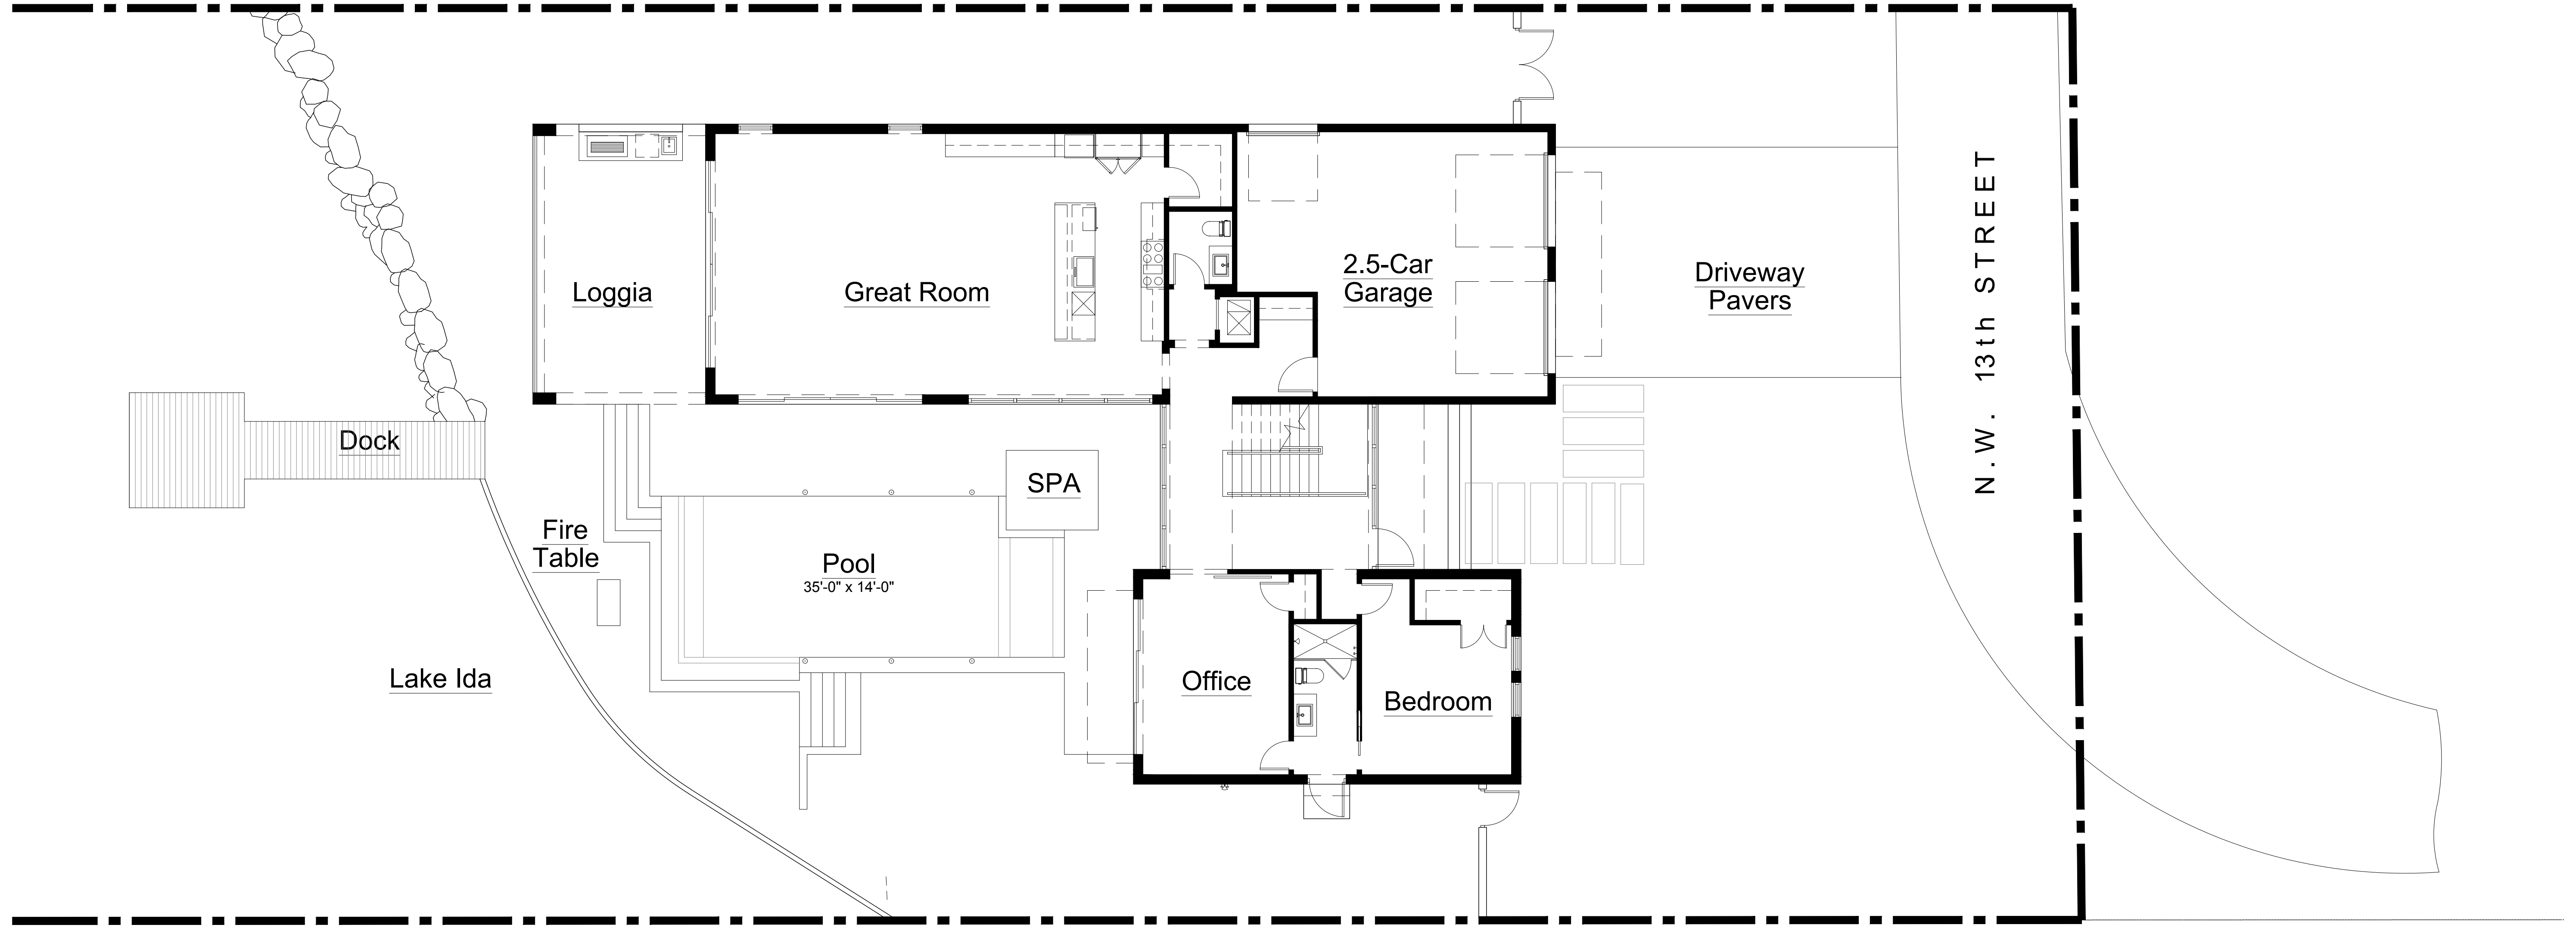 Loggia
Great Room
2.5-Car
Garage
Driveway
Pavers
N.W. 13th STREET
Dock
SPA
Fire
Table
Pool
35'-0" x 14'-0"
Lake Ida
Office
Bedroom